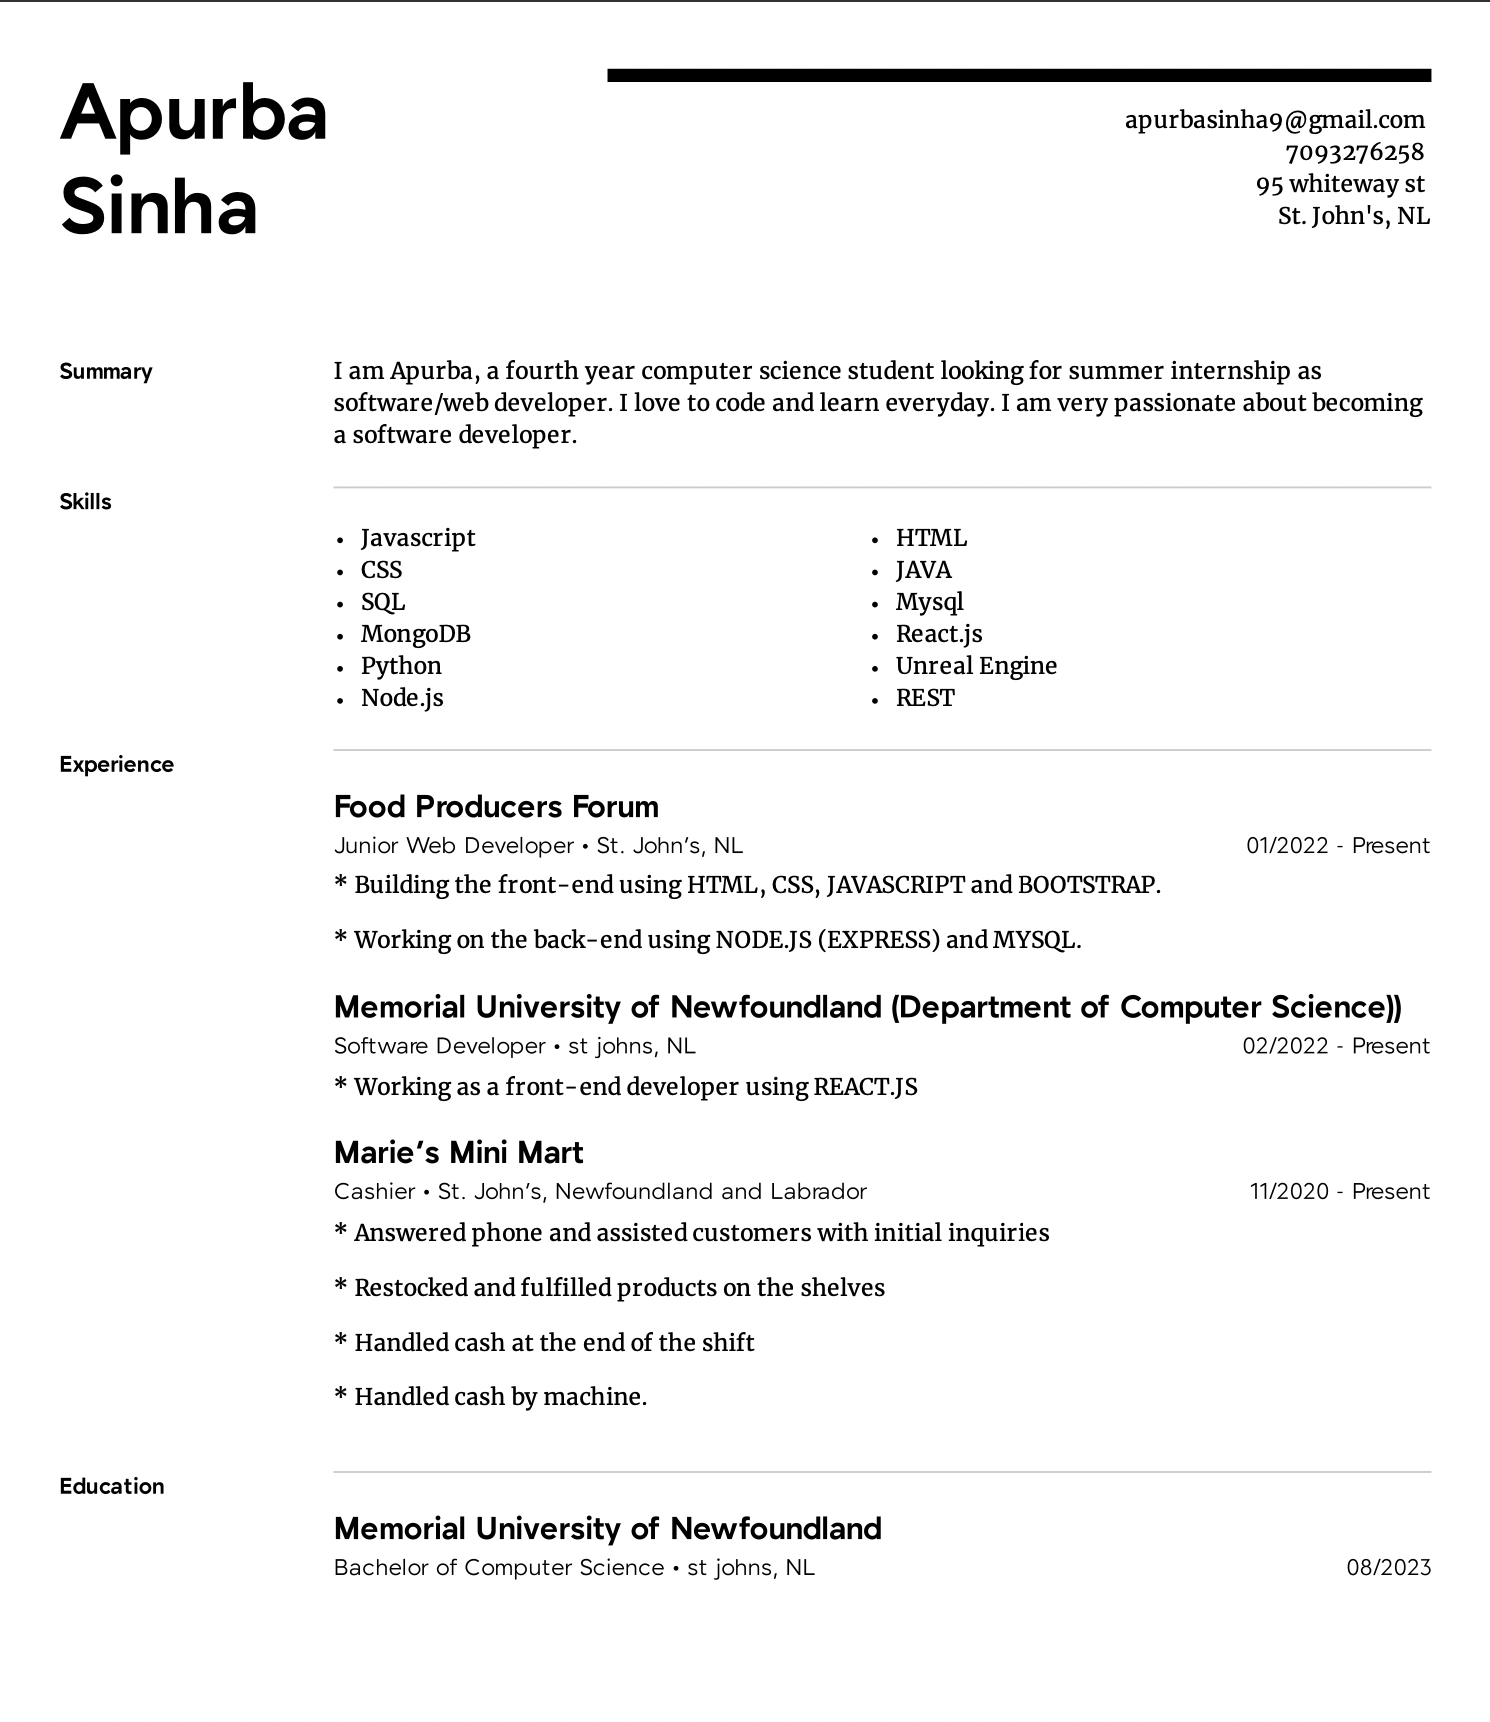 Apurba
Sinha
apurbasinha9@gmail.com
7093276258
95 whiteway st
St. John's, NL
Summary
I am Apurba, a fourth year computer science student looking for summer internship as
software/web developer. I love to code and learn everyday. I am very passionate about becoming
a software developer.
Skills
• Javascript
• CSS
• SQL
• MongoDB
• Python
• Node.js
• HTML
• JAVA
• Mysql
• React.js
• Unreal Engine
• REST
Experience
Food Producers Forum
Junior Web Developer • St. John’s, NL 01/2022 - Present
* Building the front-end using HTML, CSS, JAVASCRIPT and BOOTSTRAP.
* Working on the back-end using NODE.JS (EXPRESS) and MYSQL.
Memorial University of Newfoundland (Department of Computer Science))
Software Developer • st johns, NL 02/2022 - Present
* Working as a front-end developer using REACT.JS
Marie’s Mini Mart
Cashier • St. John’s, Newfoundland and Labrador 11/2020 - Present
* Answered phone and assisted customers with initial inquiries
* Restocked and fulfilled products on the shelves
* Handled cash at the end of the shift
* Handled cash by machine.
Education
Memorial University of Newfoundland
Bachelor of Computer Science • st johns, NL 08/2023